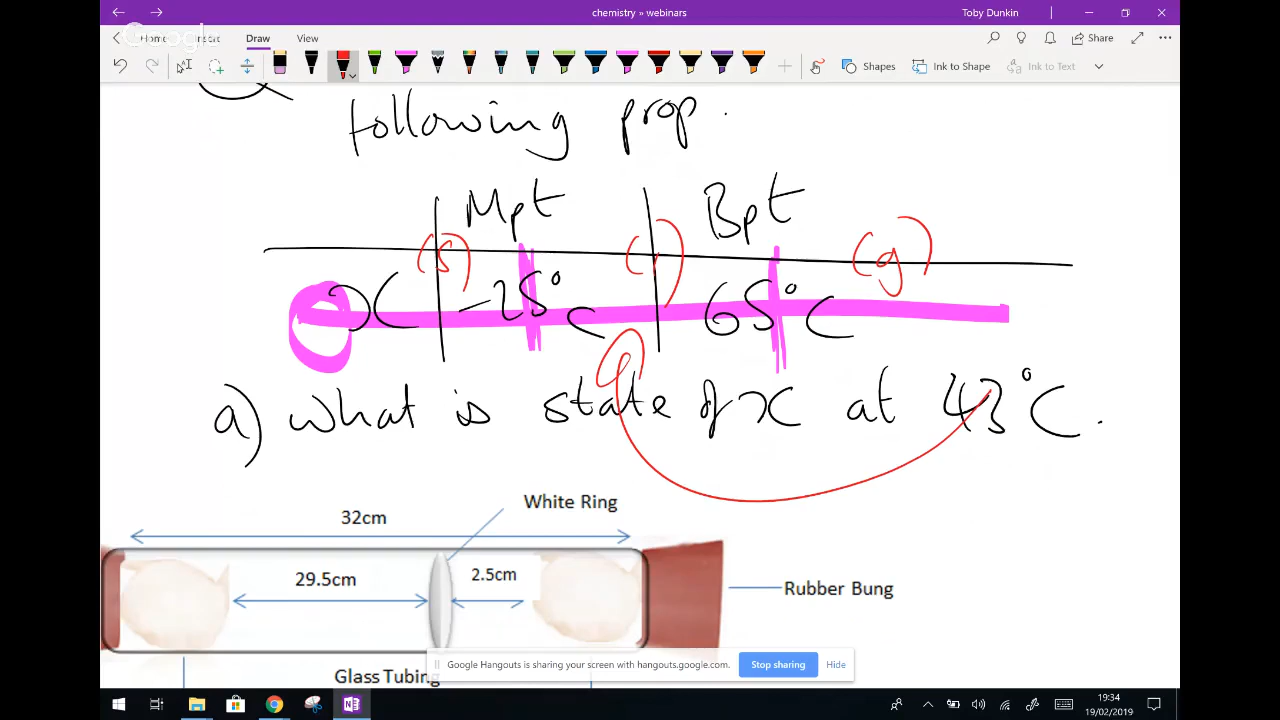 chemistry » webinars
Toby Dunkin
Google
Home Insert Draw View
Share
Shapes Ink to Shape Ink to Text
following prop.
Mpt Bpt
(s) (l) (g)
x -25°C 65°C
a) what is state of x at 43°C.
White Ring
32cm
29.5cm 2.5cm
Rubber Bung
Google Hangouts is sharing your screen with hangouts.google.com. Stop sharing Hide
Glass Tubing
19:34
19/02/2019